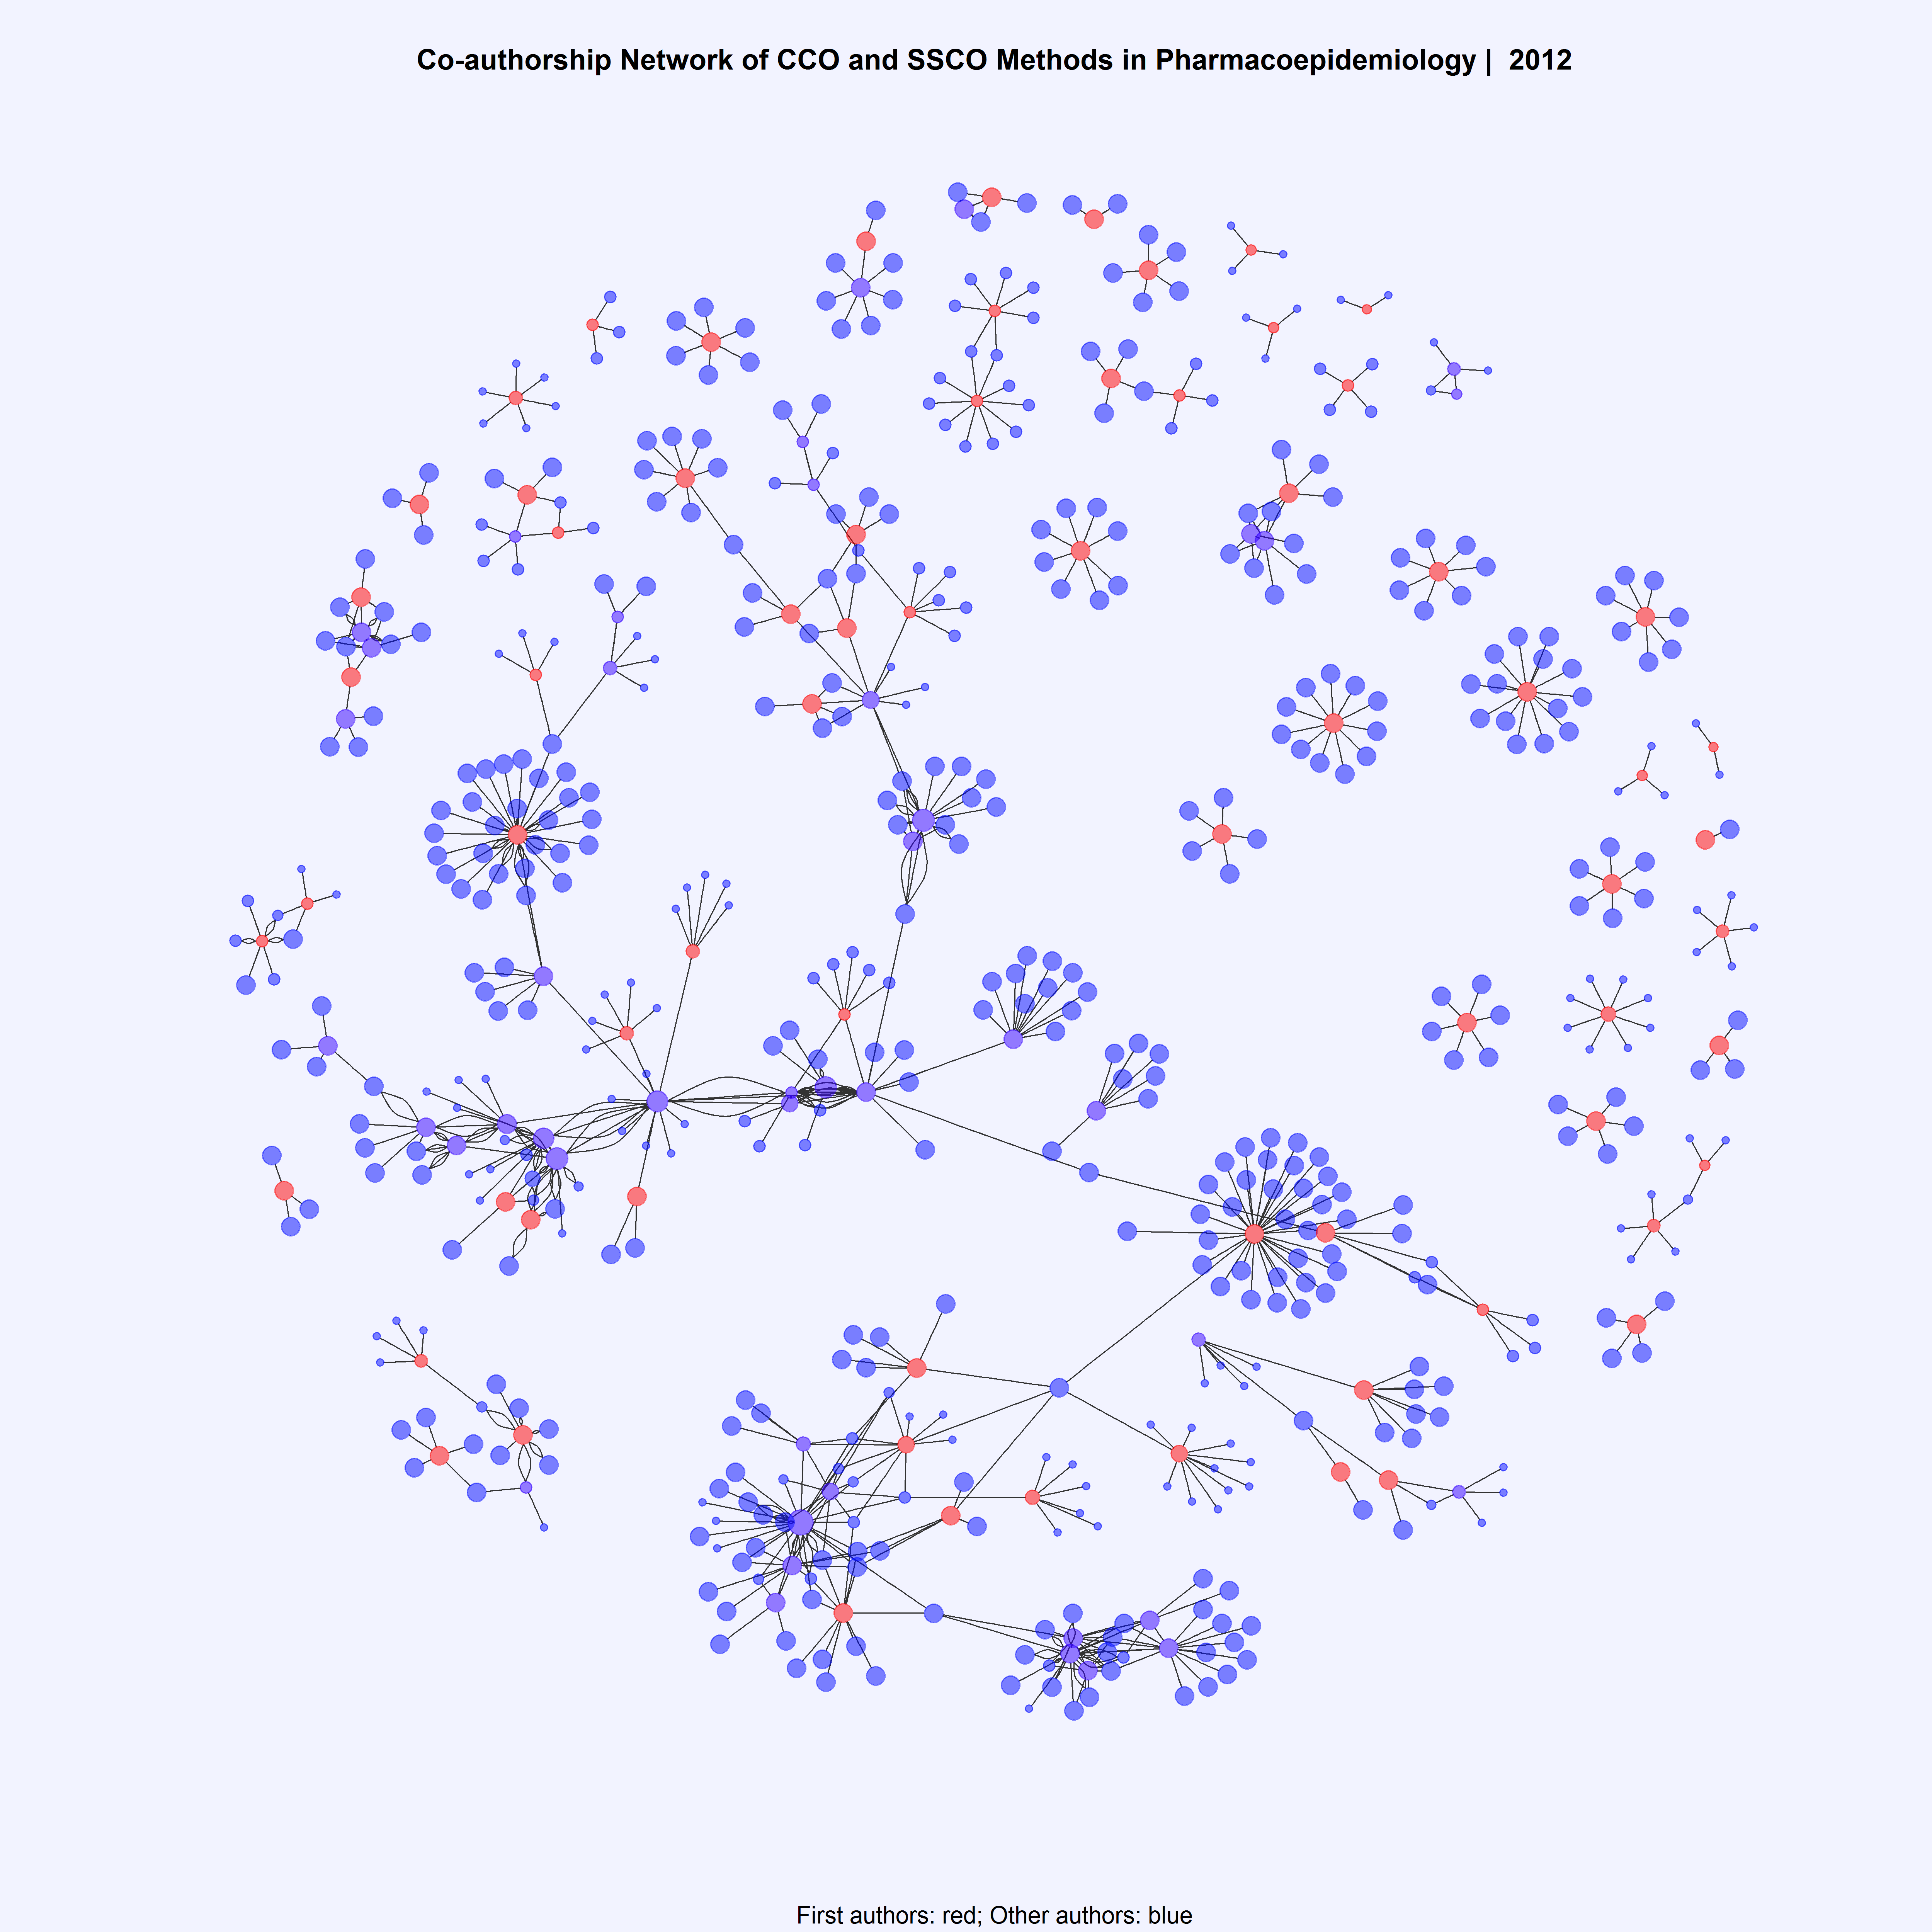 Co-authorship Network of CCO and SSCO Methods in Pharmacoepidemiology | 2012
First authors: red; Other authors: blue